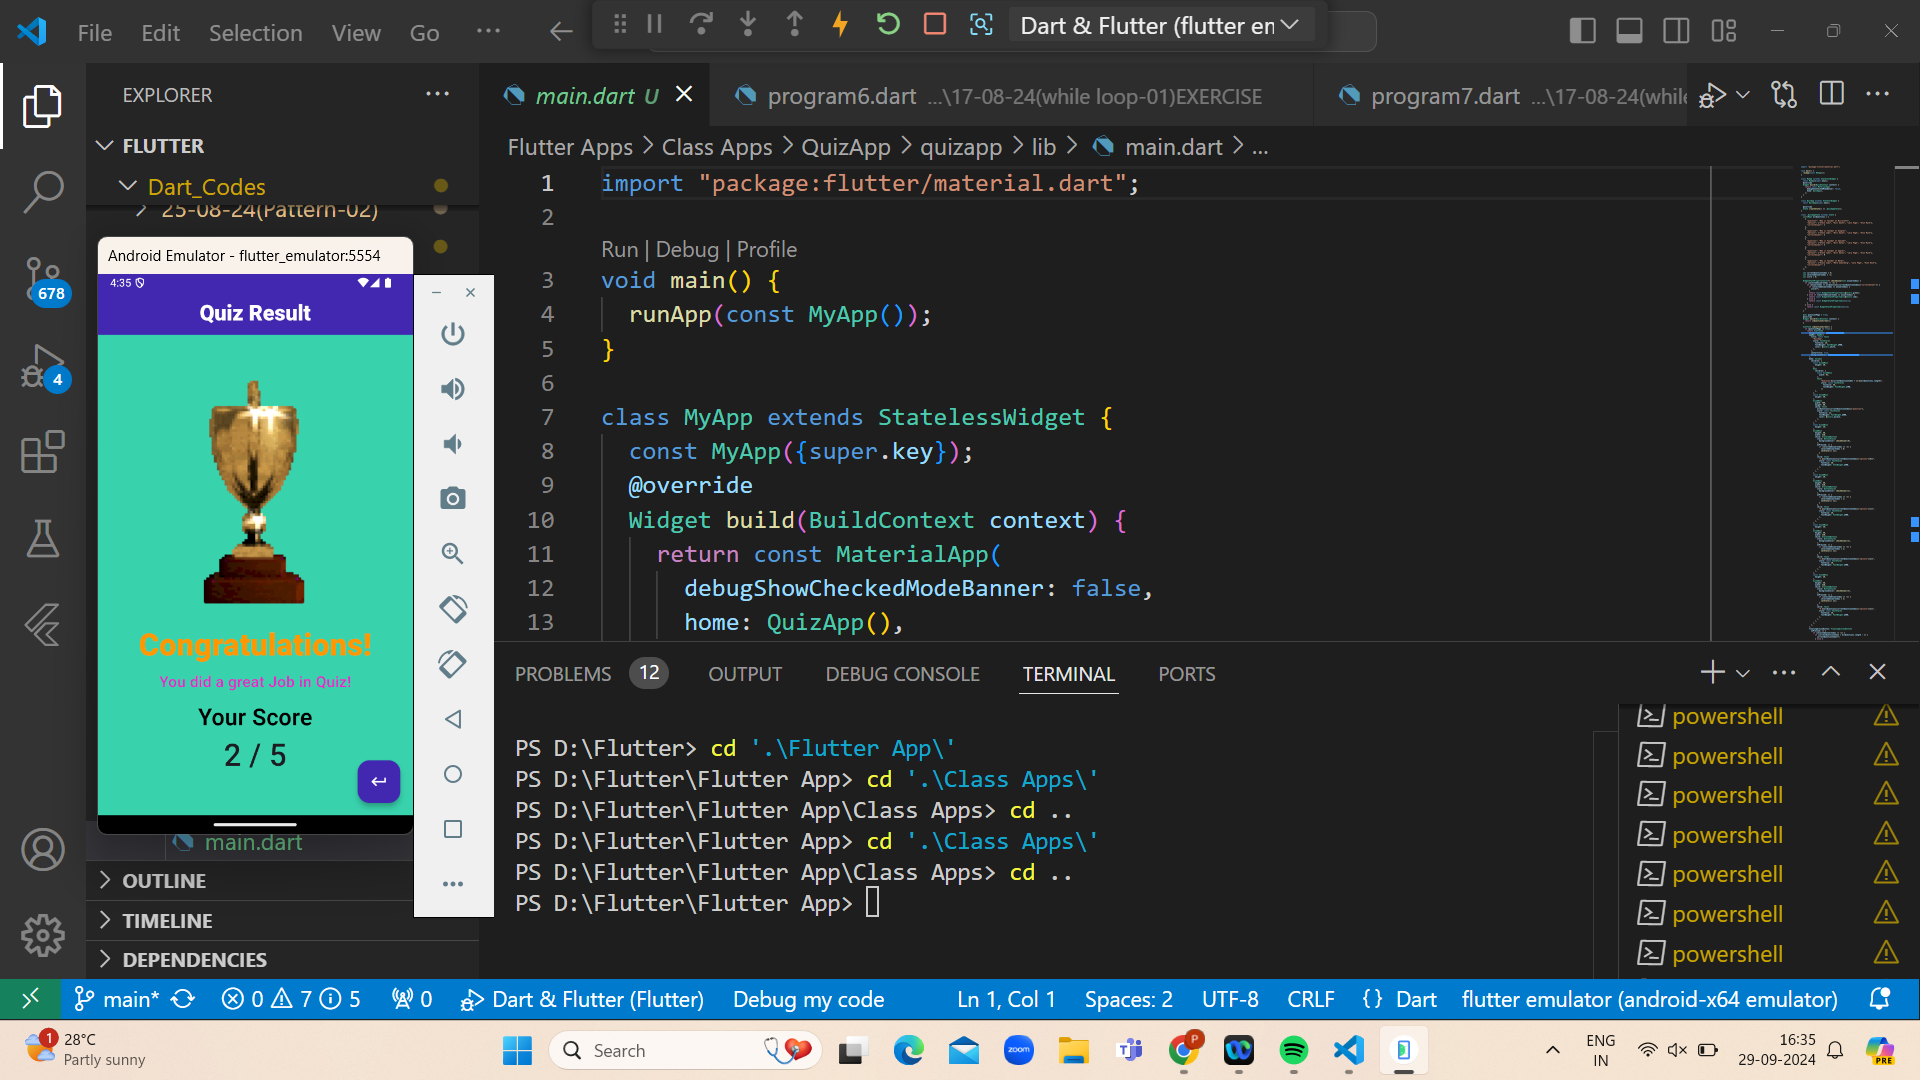 File Edit Selection View Go ...
Dart & Flutter (flutter en
EXPLORER
main.dart U
program6.dart ...\17-08-24(while loop-01)EXERCISE
program7.dart ...\17-08-24(while
FLUTTER
Flutter Apps > Class Apps > QuizApp > quizapp > lib > main.dart > ...
Dart_Codes
25-08-24(Pattern-02)
1 import "package:flutter/material.dart";
2
Run | Debug | Profile
3 void main() {
4 runApp(const MyApp());
5 }
6
7 class MyApp extends StatelessWidget {
8 const MyApp({super.key});
9 @override
10 Widget build(BuildContext context) {
11 return const MaterialApp(
12 debugShowCheckedModeBanner: false,
13 home: QuizApp(),
678
4
Android Emulator - flutter_emulator:5554
4:35
Quiz Result
Congratulations!
You did a great Job in Quiz!
Your Score
2 / 5
main.dart
OUTLINE
TIMELINE
DEPENDENCIES
PROBLEMS 12 OUTPUT DEBUG CONSOLE TERMINAL PORTS
PS D:\Flutter> cd '.\Flutter App\'
PS D:\Flutter\Flutter App> cd '.\Class Apps\'
PS D:\Flutter\Flutter App\Class Apps> cd ..
PS D:\Flutter\Flutter App> cd '.\Class Apps\'
PS D:\Flutter\Flutter App\Class Apps> cd ..
PS D:\Flutter\Flutter App>
powershell
powershell
powershell
powershell
powershell
powershell
powershell
main* 0 7 5 0 Dart & Flutter (Flutter) Debug my code Ln 1, Col 1 Spaces: 2 UTF-8 CRLF {} Dart flutter emulator (android-x64 emulator)
1
28°C
Partly sunny
Search
zoom
P
ENG
IN
16:35
29-09-2024
PRE